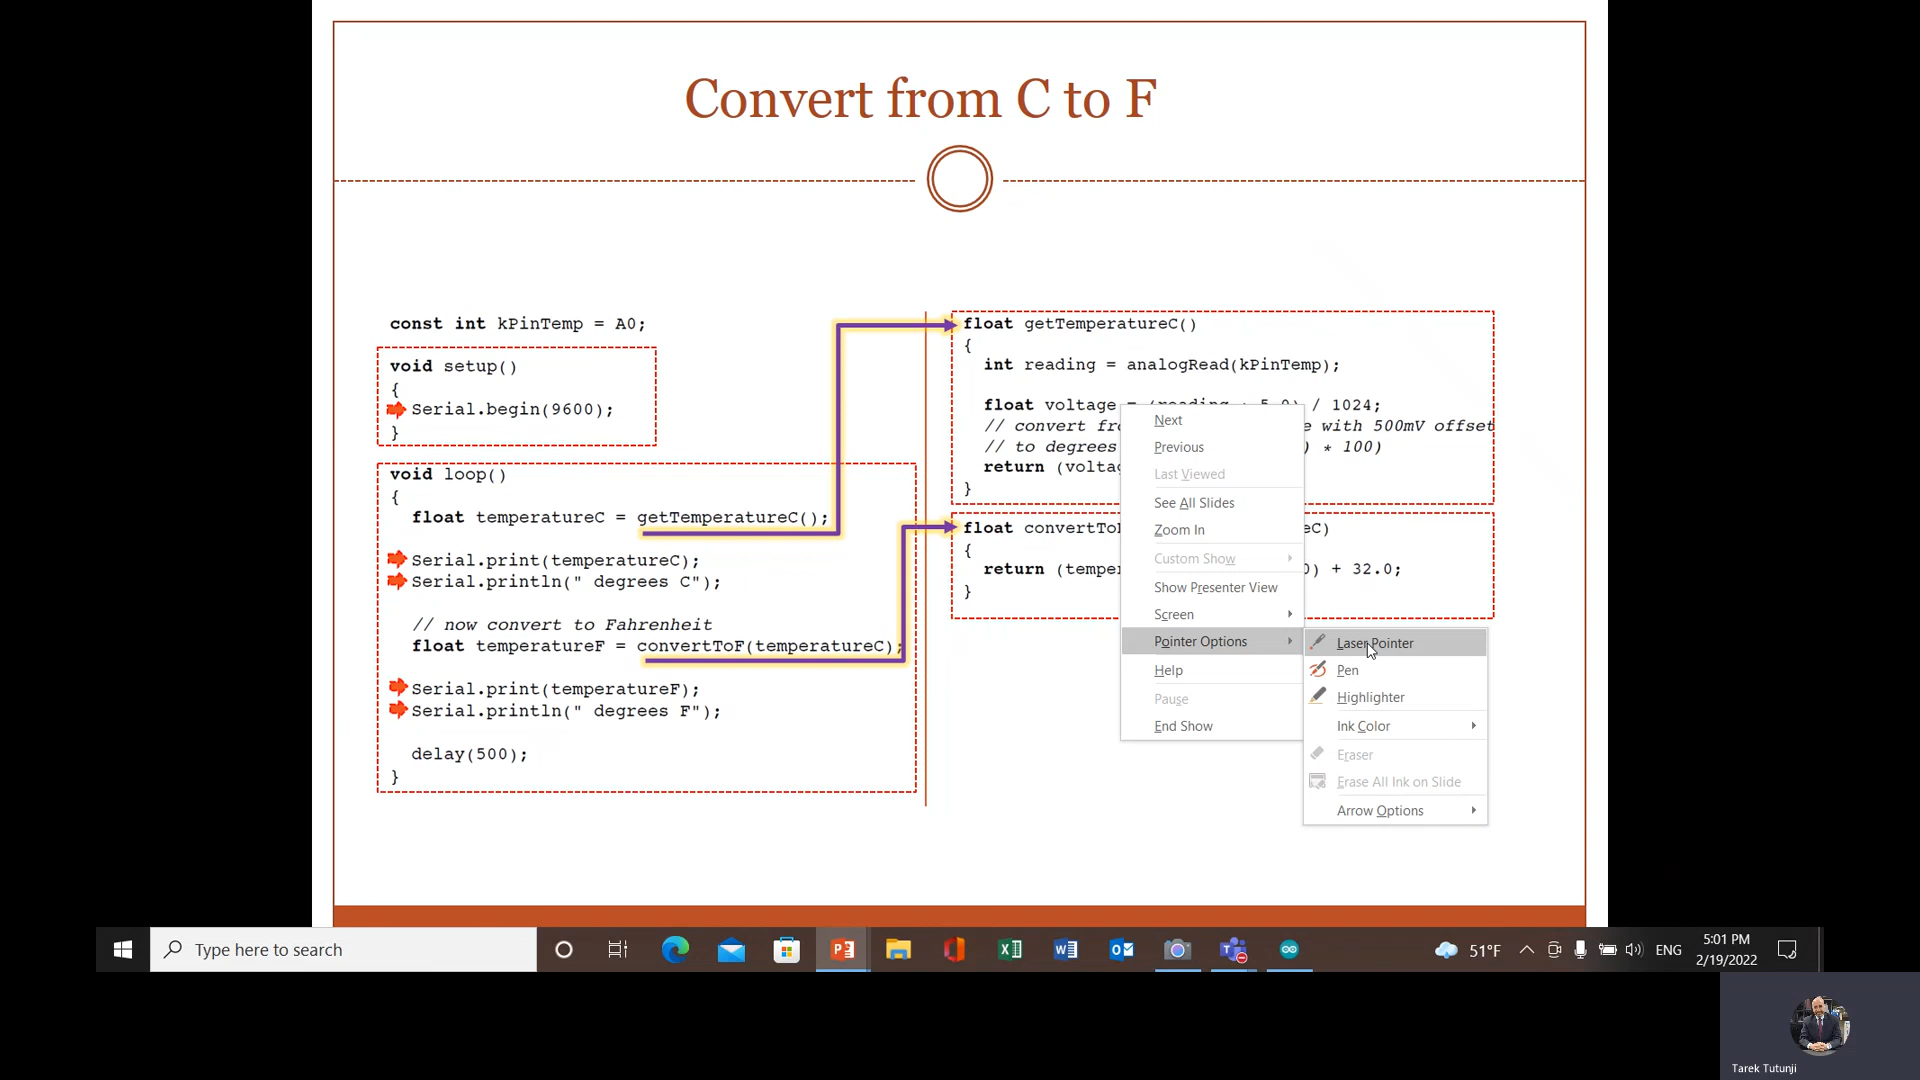 Convert from C to F
const int kPinTemp = A0;
void setup()
{
Serial.begin(9600);
}
void loop()
{
float temperatureC = getTemperatureC();
Serial.print(temperatureC);
Serial.println(" degrees C");
// now convert to Fahrenheit
float temperatureF = convertToF(temperatureC);
Serial.print(temperatureF);
Serial.println(" degrees F");
delay(500);
}
float getTemperatureC()
{
int reading = analogRead(kPinTemp);
float voltage = / 1024;
// convert with 500mV offset
// to degrees * 100)
return
}
float
{
return + 32.0;
}
Next
Previous
Last Viewed
See All Slides
Zoom In
Custom Show
Show Presenter View
Screen
Pointer Options
Help
Pause
End Show
Laser Pointer
Pen
Highlighter
Ink Color
Eraser
Erase All Ink on Slide
Arrow Options
Type here to search
51°F
ENG
5:01 PM
2/19/2022
Tarek Tutunji